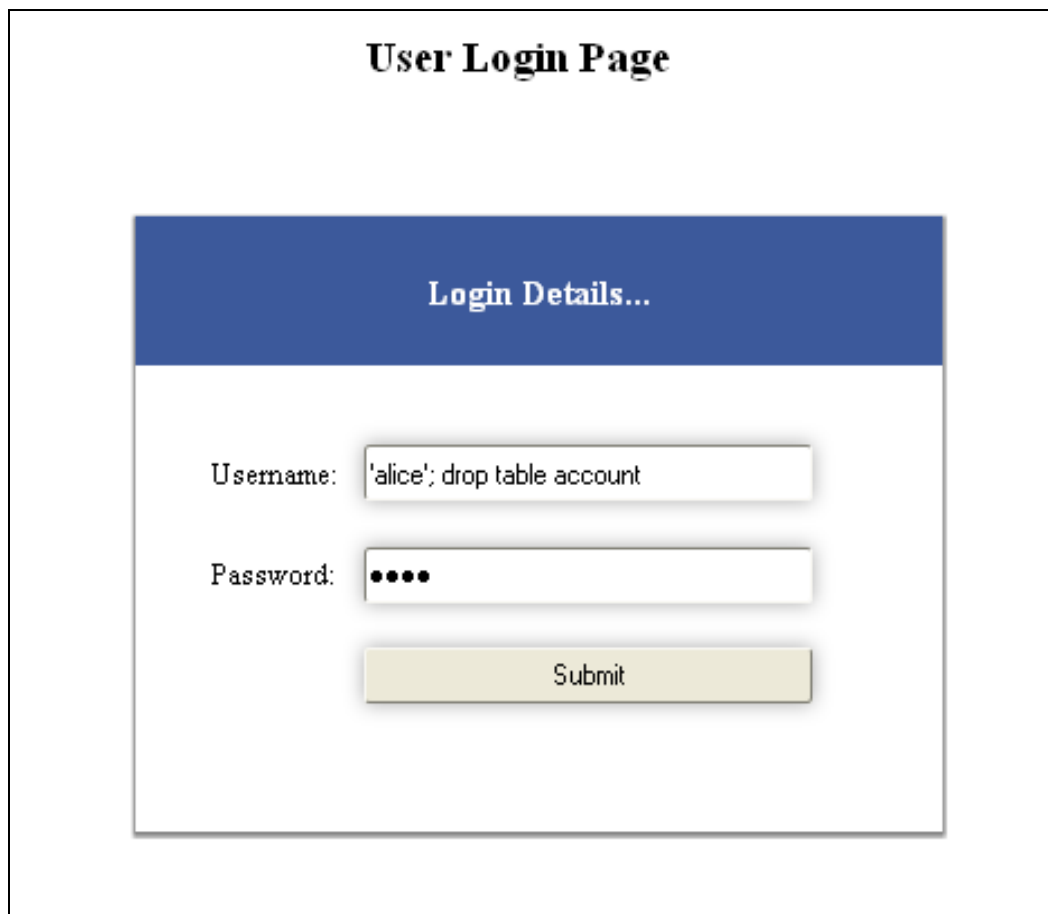 User Login Page
Login Details...
Username: 'alice'; drop table account
Password: ••••
Submit